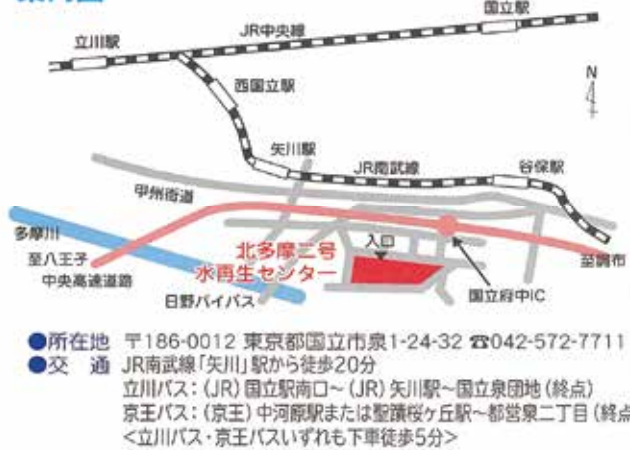 国立駅
JR中央線
立川駅
西国立駅
N
矢川駅
JR南武線
谷保駅
甲州街道
多摩川
北多摩二号
水再生センター
入口
至八王子
中央高速道路
至調布
国立府中IC
日野バイパス
●所在地 〒186-0012 東京都国立市泉1-24-32 ☎042-572-7711
●交 通 JR南武線「矢川」駅から徒歩20分
立川バス：(JR) 国立駅南口～(JR) 矢川駅～国立泉団地 (終点)
京王バス：(京王) 中河原駅または聖蹟桜ヶ丘駅～都営泉二丁目 (終点
<立川バス・京王バスいずれも下車徒歩5分>